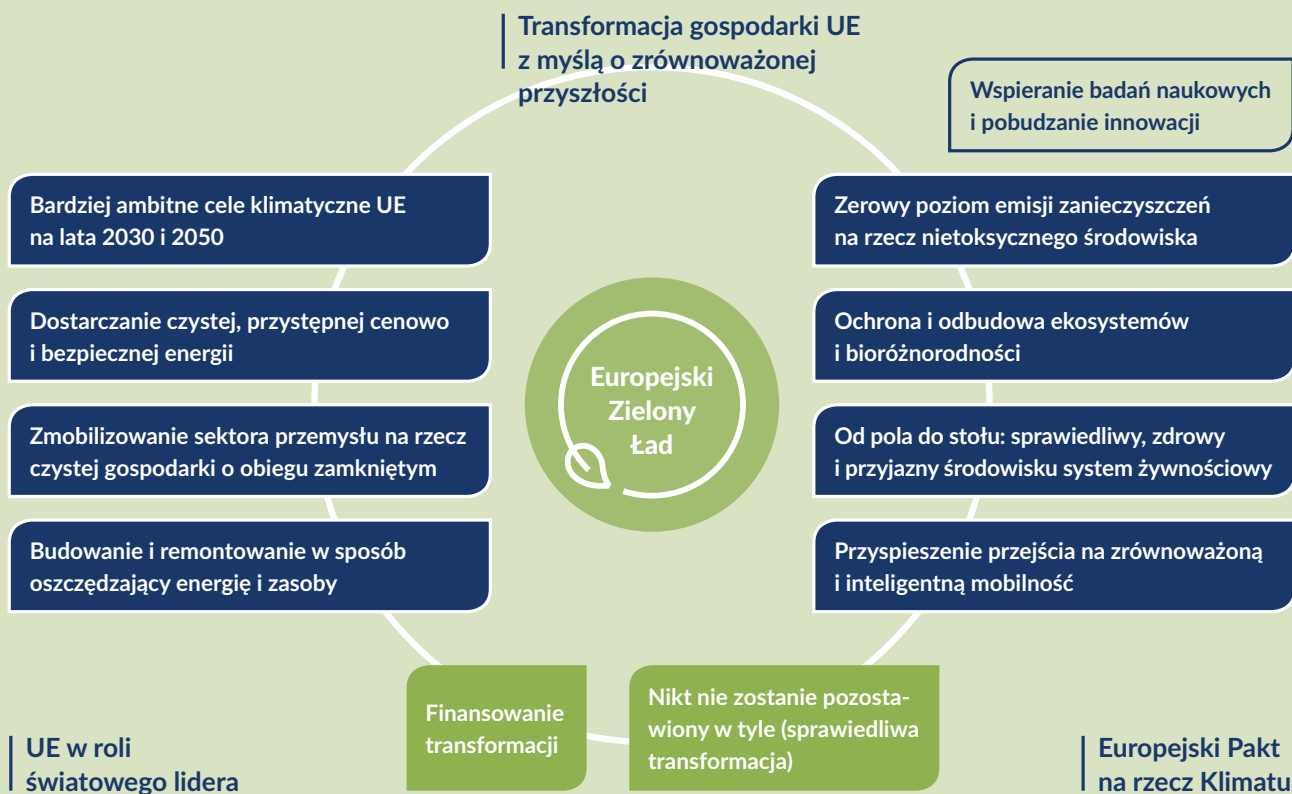 Transformacja gospodarki UE
z myślą o zrównoważonej
przyszłości
Wspieranie badań naukowych
i pobudzanie innowacji
Bardziej ambitne cele klimatyczne UE
na lata 2030 i 2050
Dostarczanie czystej, przystępnej cenowo
i bezpiecznej energii
Zmobilizowanie sektora przemysłu na rzecz
czystej gospodarki o obiegu zamkniętym
Budowanie i remontowanie w sposób
oszczędzający energię i zasoby
Europejski
Zielony
Ład
Zerowy poziom emisji zanieczyszczeń
na rzecz nietoksycznego środowiska
Ochrona i odbudowa ekosystemów
i bioróżnorodności
Od pola do stołu: sprawiedliwy, zdrowy
i przyjazny środowisku system żywnościowy
Przyspieszenie przejścia na zrównoważoną
i inteligentną mobilność
Finansowanie
transformacji
Nikt nie zostanie pozosta-
wiony w tyle (sprawiedliwa
transformacja)
UE w roli
światowego lidera
Europejski Pakt
na rzecz Klimatu